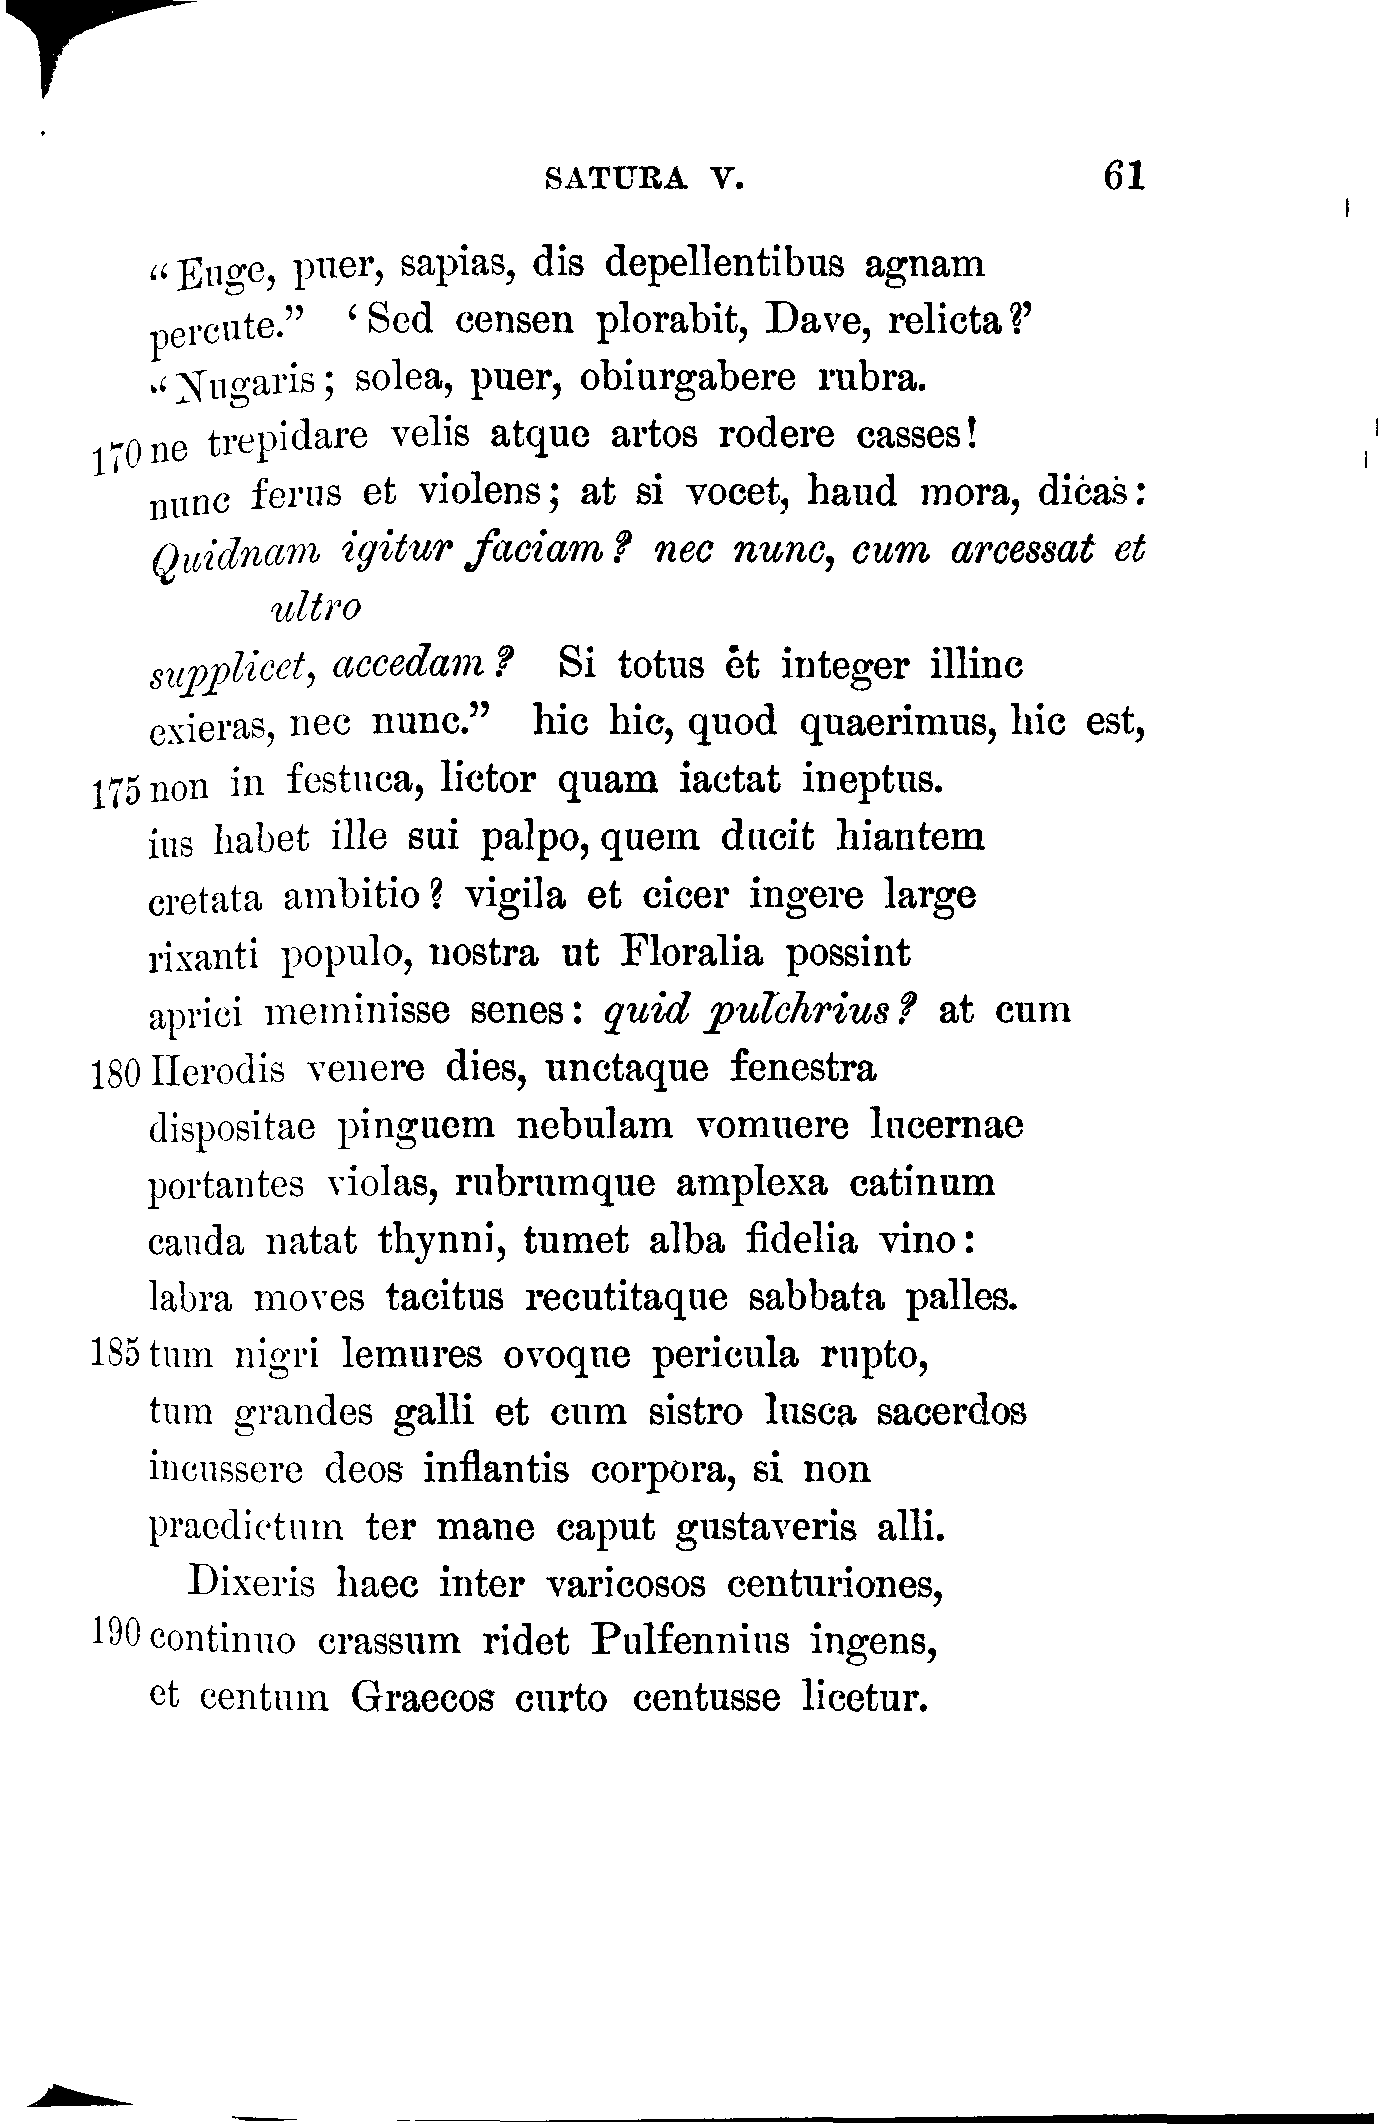 SATURA V. 61
“Euge, puer, sapias, dis depellentibus agnam
percute.” ‘Sed censen plorabit, Dave, relicta?’
“Nugaris; solea, puer, obiurgabere rubra.
170 ne trepidare velis atque artos rodere casses!
nunc ferus et violens; at si vocet, haud mora, dicas:
Quidnam igitur faciam? nec nunc, cum arcessat et
ultro
supplicet, accedam? Si totus et integer illinc
exieras, nec nunc.” hic hic, quod quaerimus, hic est,
175 non in festuca, lictor quam iactat ineptus.
ius habet ille sui palpo, quem ducit hiantem
cretata ambitio? vigila et cicer ingere large
rixanti populo, nostra ut Floralia possint
aprici meminisse senes: quid pulchrius? at cum
180 Herodis venere dies, unctaque fenestra
dispositae pinguem nebulam vomuere lucernae
portantes violas, rubrumque amplexa catinum
cauda natat thynni, tumet alba fidelia vino:
labra moves tacitus recutitaque sabbata palles.
185 tum nigri lemures ovoque pericula rupto,
tum grandes galli et cum sistro lusca sacerdos
incussere deos inflantis corpora, si non
praedictum ter mane caput gustaveris alli.
Dixeris haec inter varicosos centuriones,
190 continuo crassum ridet Pulfennius ingens,
et centum Graecos curto centusse licetur.